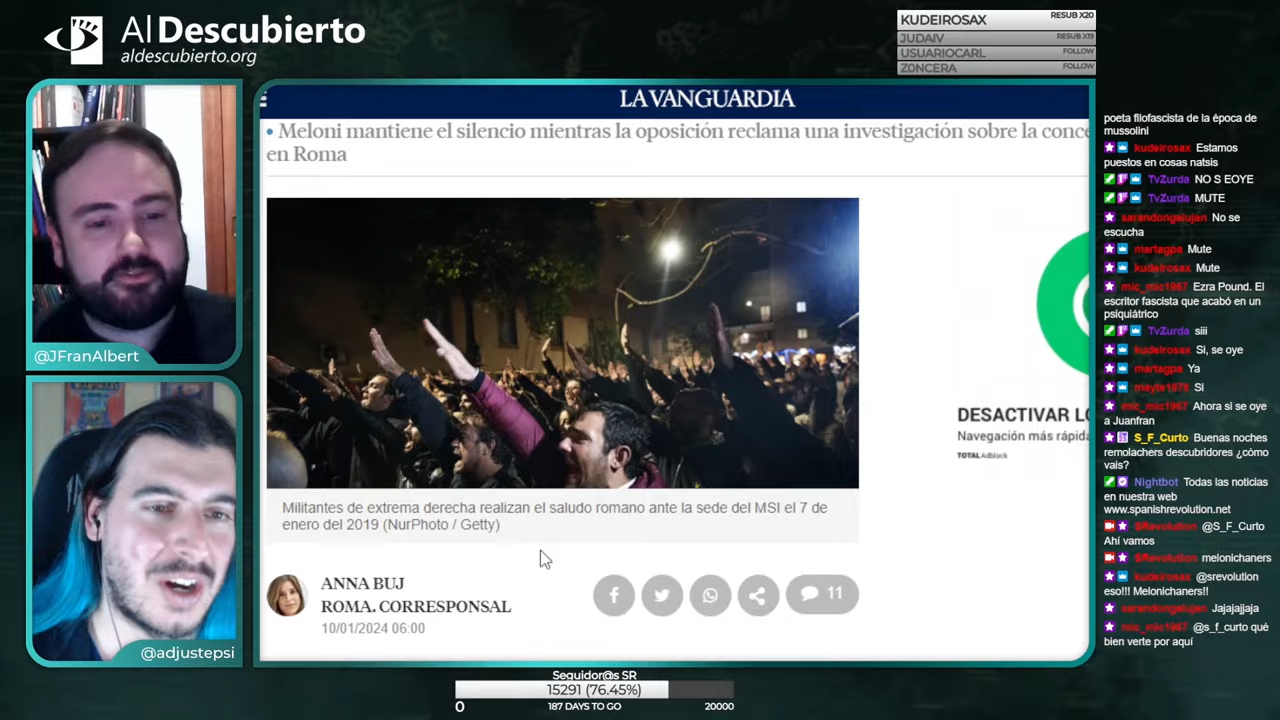 Al Descubierto
aldescubierto.org
KUDEIROSAX RESUB X20
JUDAIV RESUB X19
USUARIOCARL FOLLOW
Z0NCERA FOLLOW
@JFranAlbert
@adjustepsi
LA VANGUARDIA
• Meloni mantiene el silencio mientras la oposición reclama una investigación sobre la conce
en Roma
Militantes de extrema derecha realizan el saludo romano ante la sede del MSI el 7 de
enero del 2019 (NurPhoto / Getty)
ANNA BUJ
ROMA. CORRESPONSAL
10/01/2024 06:00
11
DESACTIVAR LO
Navegación más rápida
TOTAL Adblock
poeta filofascista de la época de
mussolini
kudeirosax Estamos
puestos en cosas natsis
TvZurda NO S EOYE
TvZurda MUTE
sarandongalujan No se
escucha
martagpa Mute
kudeirosax Mute
mic_mic1967 Ezra Pound. El
escritor fascista que acabó en un
psiquiátrico
TvZurda siii
kudeirosax Si, se oye
martagpa Ya
mayte1976 Si
mic_mic1967 Ahora si se oye
a Juanfran
S_F_Curto Buenas noches
remolachers descubridores ¿cómo
vais?
Nightbot Todas las noticias
en nuestra web
www.spanishrevolution.net
SRevolution @S_F_Curto
Ahí vamos
SRevolution melonichaners
kudeirosax @srevolution
eso!!! Melonichaners!!
sarandongalujan Jajajajjaja
mic_mic1967 @s_f_curto qué
bien verte por aquí
Seguidor@s SR
15291 (76.45%)
0 187 DAYS TO GO 20000